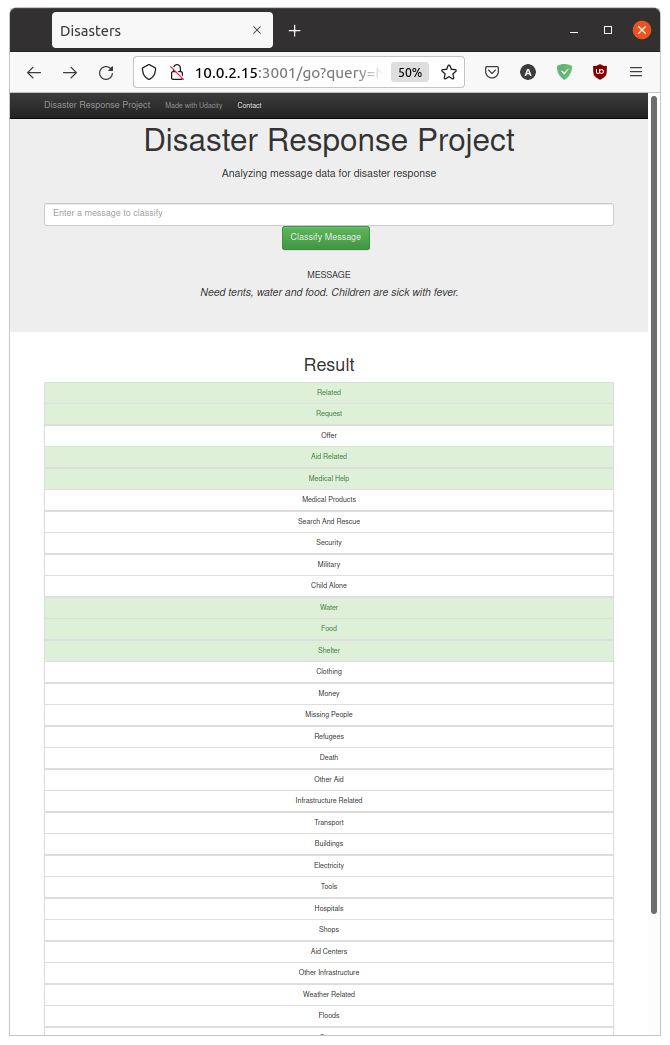 Disasters
10.0.2.15:3001/go?query=
50%
Disaster Response Project
Made with Udacity
Contact
Disaster Response Project
Analyzing message data for disaster response
Enter a message to classify
Classify Message
MESSAGE
Need tents, water and food. Children are sick with fever.
Result
Related
Request
Offer
Aid Related
Medical Help
Medical Products
Search And Rescue
Security
Military
Child Alone
Water
Food
Shelter
Clothing
Money
Missing People
Refugees
Death
Other Aid
Infrastructure Related
Transport
Buildings
Electricity
Tools
Hospitals
Shops
Aid Centers
Other Infrastructure
Weather Related
Floods